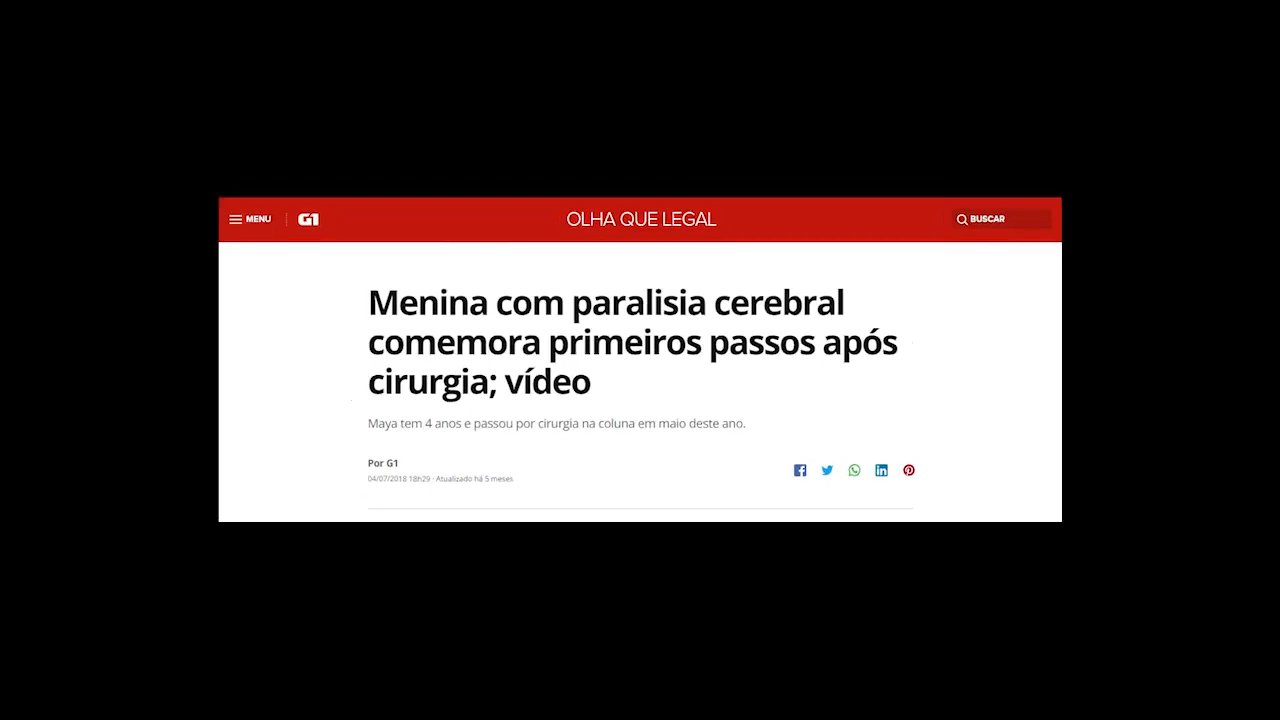 MENU
G1
OLHA QUE LEGAL
BUSCAR
Menina com paralisia cerebral
comemora primeiros passos após
cirurgia; vídeo
Maya tem 4 anos e passou por cirurgia na coluna em maio deste ano.
Por G1
04/07/2018 18h29 · Atualizado há 5 meses